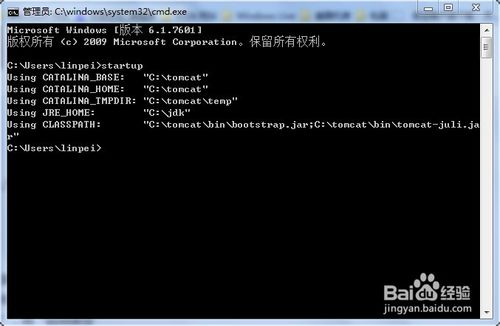 管理员: C:\windows\system32\cmd.exe
Microsoft Windows [版本 6.1.7601]
版权所有 (c) 2009 Microsoft Corporation。保留所有权利。
C:\Users\linpei>startup
Using CATALINA_BASE:   "C:\tomcat"
Using CATALINA_HOME:   "C:\tomcat"
Using CATALINA_TMPDIR: "C:\tomcat\temp"
Using JRE_HOME:        "C:\jdk"
Using CLASSPATH:       "C:\tomcat\bin\bootstrap.jar;C:\tomcat\bin\tomcat-juli.ja
r"
C:\Users\linpei>
Baidu经验
jingyan.baidu.com